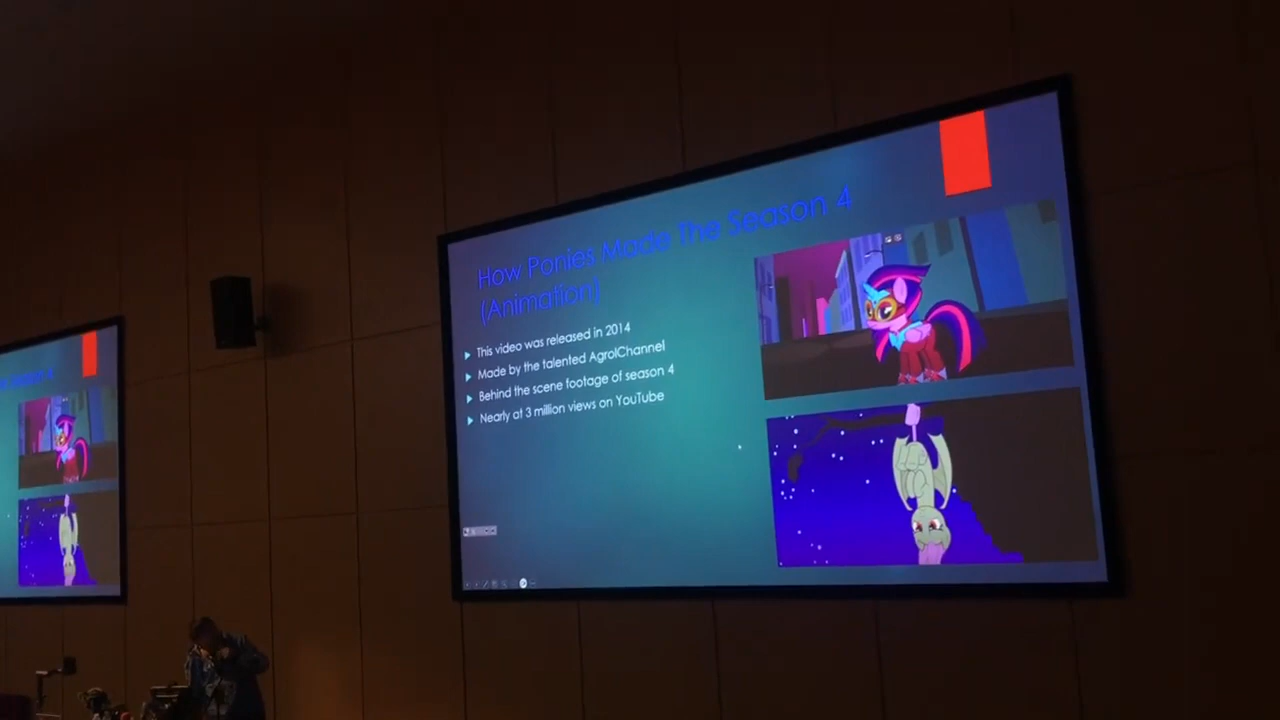 How Ponies Made The Season 4
(Animation)
This video was released in 2014
Made by the talented AgrolChannel
Behind the scene footage of season 4
Nearly at 3 million views on YouTube